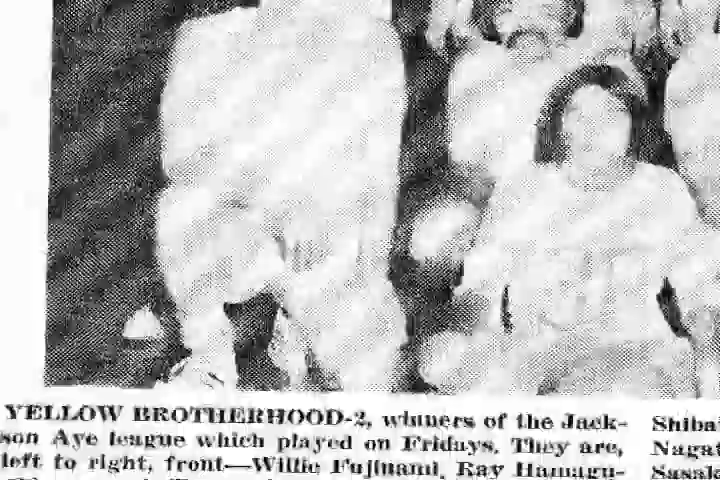 YELLOW BROTHERHOOD-2, winners of the Jack-
son Aye league which played on Fridays. They are,
left to right, front—Willie Fujinami, Ray Hamagu-
Shiba
Nagat
Sasak